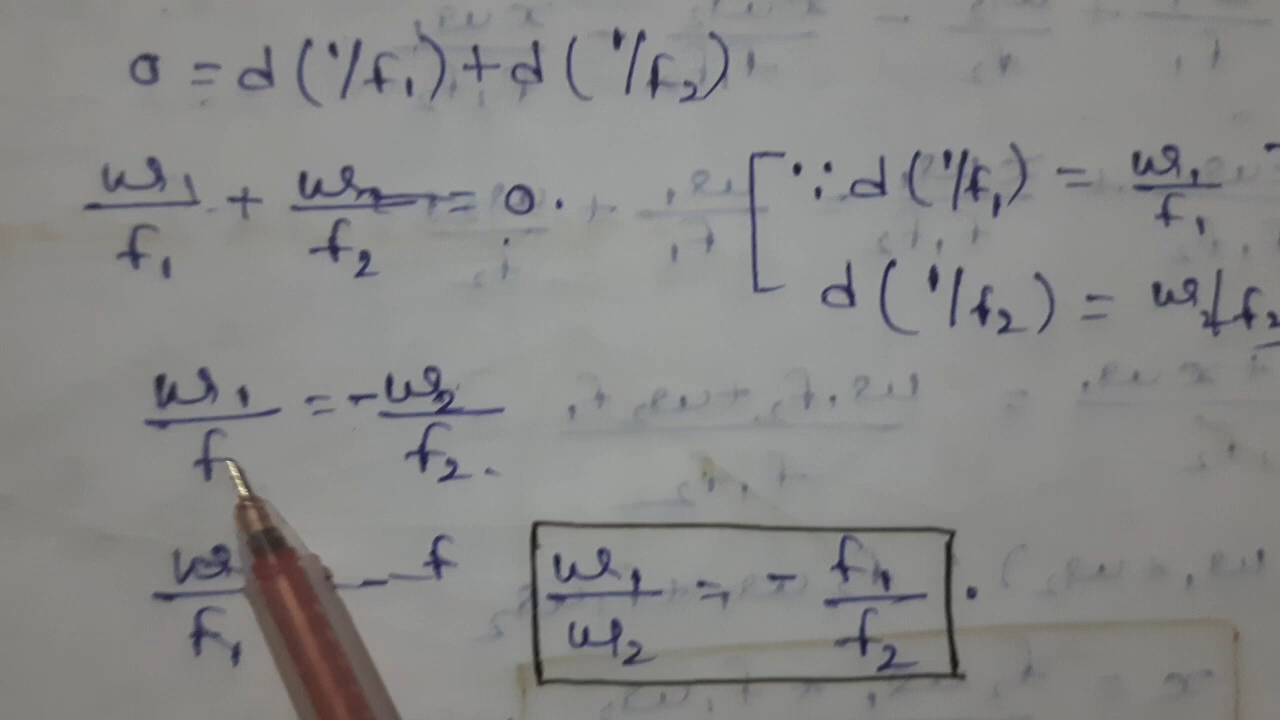 0 = d(1/f₁) + d(1/f₂)
ω₁/f₁ + ω₂/f₂ = 0. [∵ d(1/f₁) = ω₁/f₁
d(1/f₂) = ω₂/f₂
ω₁/f = -ω₂/f₂.
ω/f₁ - f
ω₁/ω₂ = - f₁/f₂.